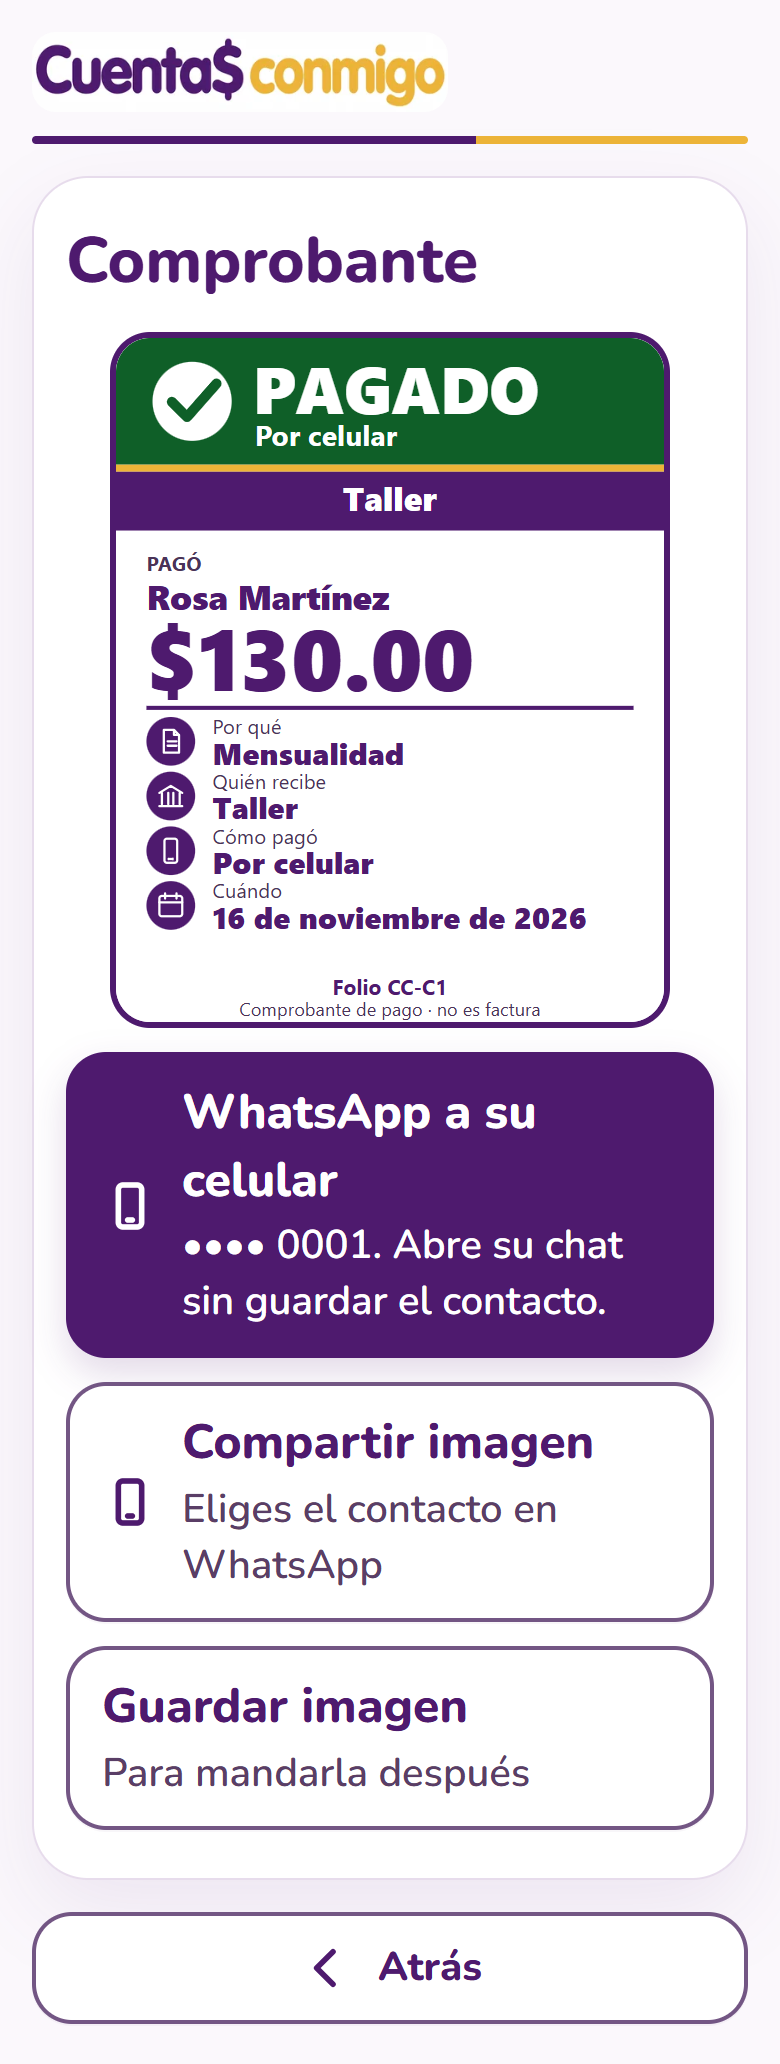 Cuenta$ conmigo
Comprobante
PAGADO
Por celular
Taller
PAGÓ
Rosa Martínez
$130.00
Por qué
Mensualidad
Quién recibe
Taller
Cómo pagó
Por celular
Cuándo
16 de noviembre de 2026
Folio CC-C1
Comprobante de pago · no es factura
WhatsApp a su
celular
•••• 0001. Abre su chat
sin guardar el contacto.
Compartir imagen
Eliges el contacto en
WhatsApp
Guardar imagen
Para mandarla después
Atrás